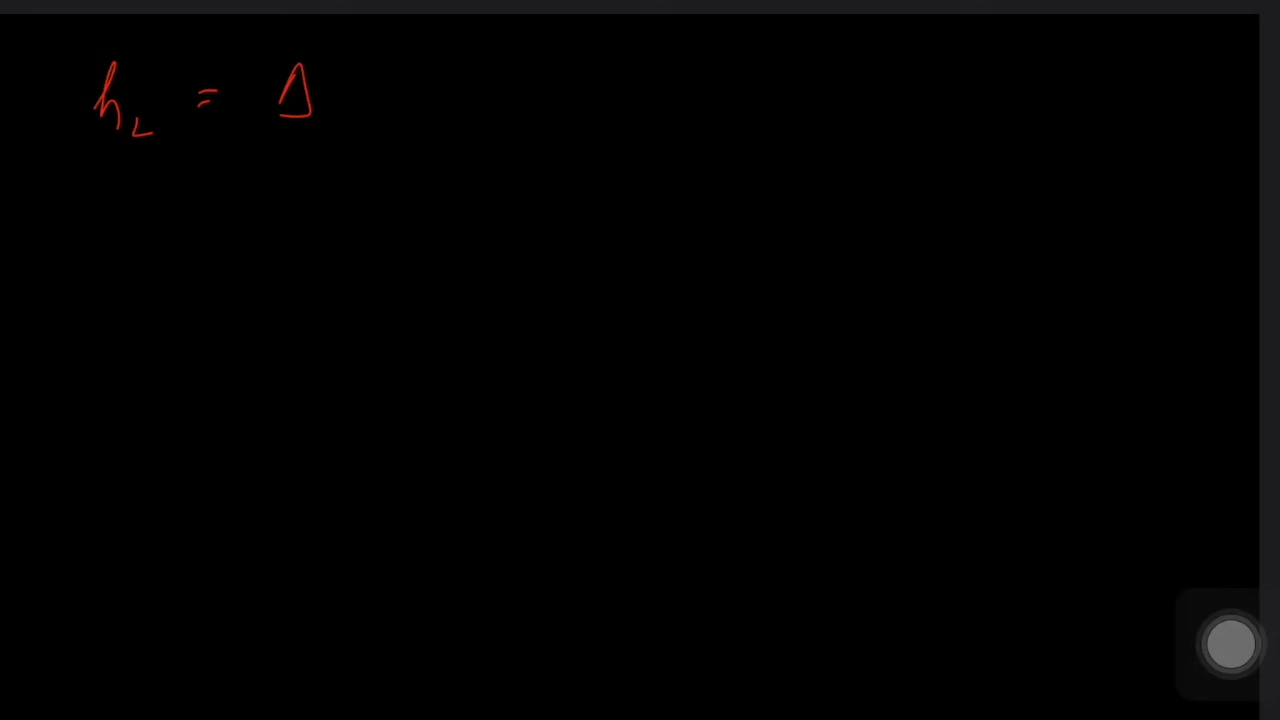 h_L = Δ